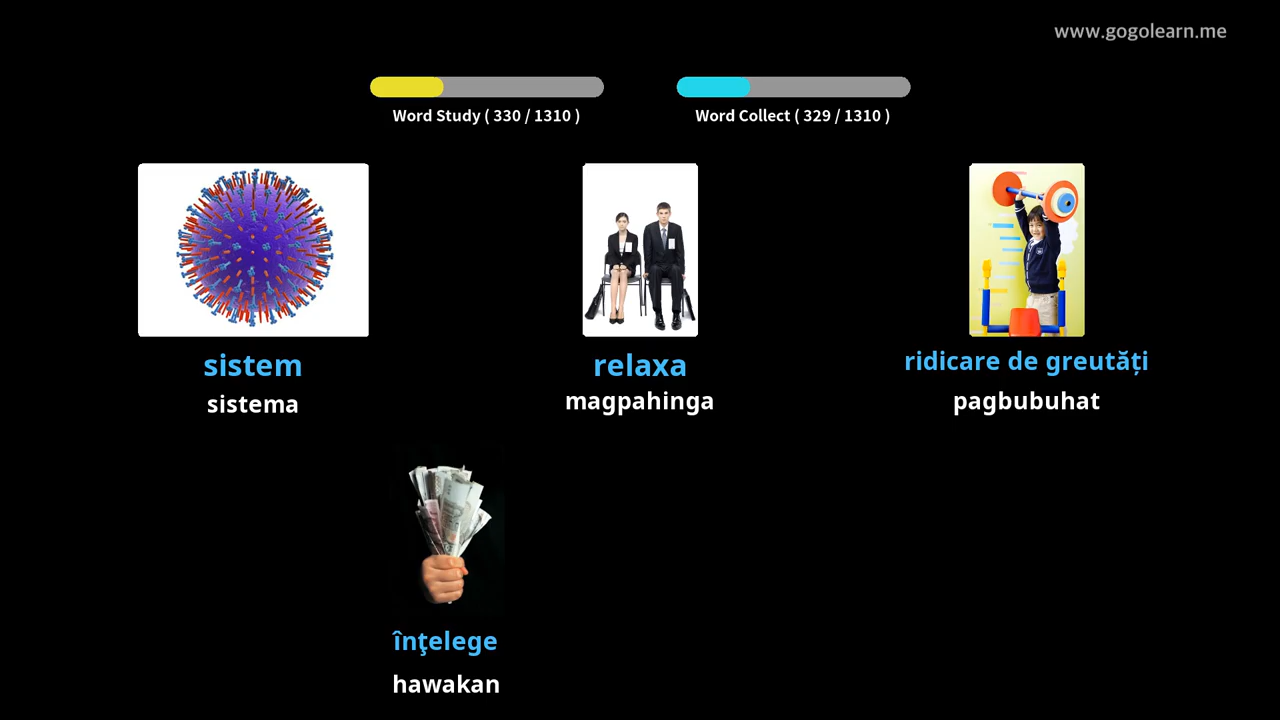 www.gogolearn.me
Word Study ( 330 / 1310 )
Word Collect ( 329 / 1310 )
sistem
sistema
relaxa
magpahinga
ridicare de greutăți
pagbubuhat
înţelege
hawakan